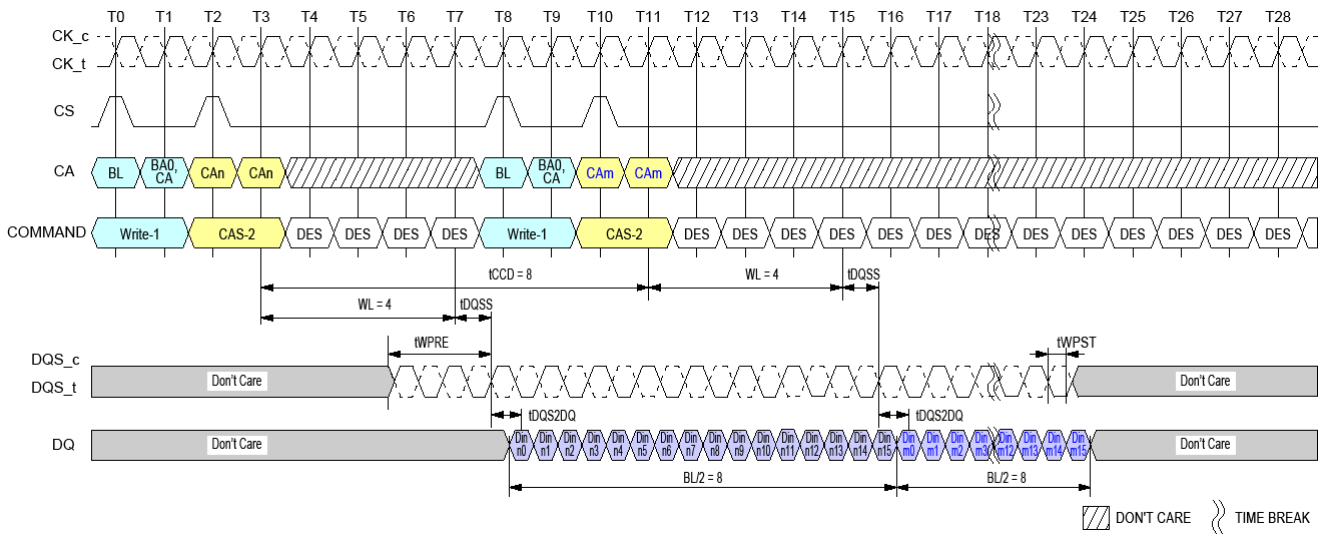 T0 T1 T2 T3 T4 T5 T6 T7 T8 T9 T10 T11 T12 T13 T14 T15 T16 T17 T18 T23 T24 T25 T26 T27 T28
CK_c
CK_t
CS
CA BL BA0, CA CAn CAn BL BA0, CA CAm CAm
COMMAND Write-1 CAS-2 DES DES DES DES Write-1 CAS-2 DES DES DES DES DES DES DES DES DES DES DES DES DES
tCCD = 8 WL = 4 tDQSS
WL = 4 tDQSS
tWPRE tWPST
DQS_c
DQS_t Don't Care Don't Care
tDQS2DQ tDQS2DQ
DQ Don't Care Din n0 Din n1 Din n2 Din n3 Din n4 Din n5 Din n6 Din n7 Din n8 Din n9 Din n10 Din n11 Din n12 Din n13 Din n14 Din n15 Din m0 Din m1 Din m2 Din m3 Din m12 Din m13 Din m14 Din m15 Don't Care
BL/2 = 8 BL/2 = 8
DON'T CARE TIME BREAK